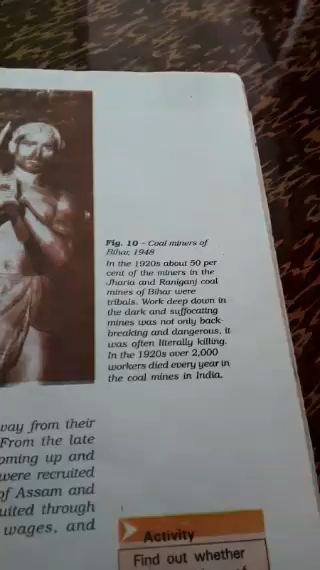 Fig. 10 – Coal miners of
Bihar, 1948
In the 1920s about 50 per
cent of the miners in the
Jharia and Raniganj coal
mines of Bihar were
tribals. Work deep down in
the dark and suffocating
mines was not only back-
breaking and dangerous, it
was often literally killing.
In the 1920s over 2,000
workers died every year in
the coal mines in India.
way from their
From the late
oming up and
were recruited
of Assam and
uited through
wages, and
Activity
Find out whether